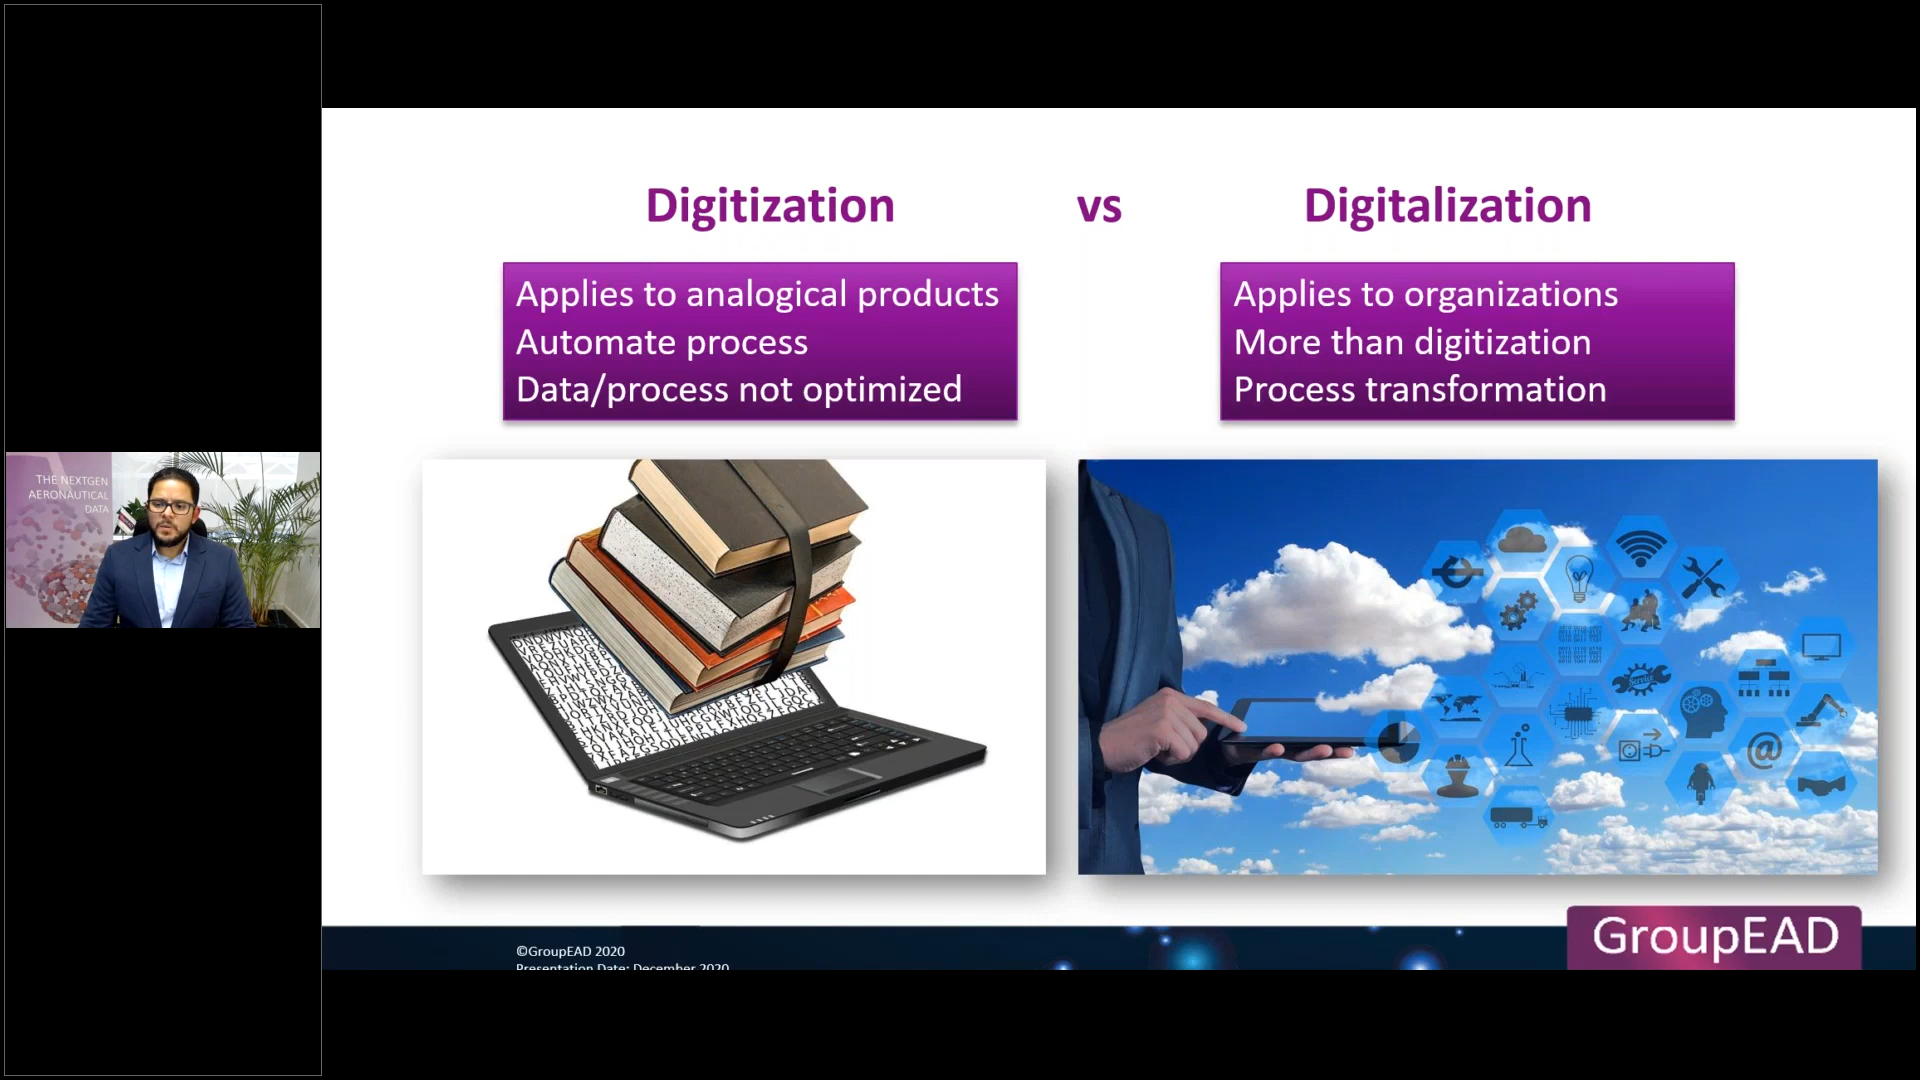 THE NEXTGEN
AERONAUTICAL
DATA
Digitization vs Digitalization
Applies to analogical products
Automate process
Data/process not optimized
Applies to organizations
More than digitization
Process transformation
Service
@
©GroupEAD 2020
Presentation Date: December 2020
GroupEAD